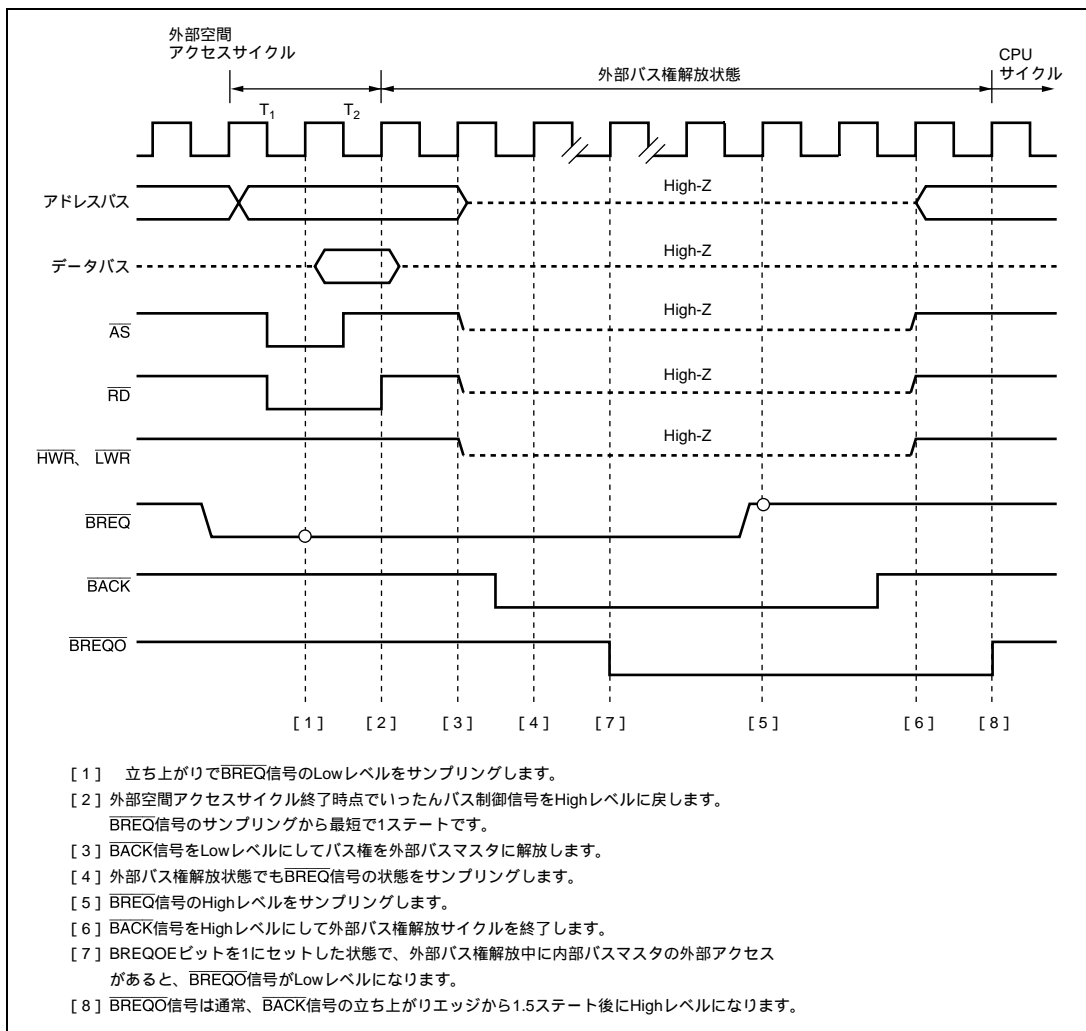 外部空間
アクセスサイクル
外部バス権解放状態
CPU
サイクル
T1
T2
アドレスバス
High-Z
データバス
High-Z
AS
High-Z
RD
High-Z
HWR、 LWR
High-Z
BREQ
BACK
BREQO
[1] [2] [3] [4] [7] [5] [6] [8]
[1] 立ち上がりでBREQ信号のLowレベルをサンプリングします。
[2] 外部空間アクセスサイクル終了時点でいったんバス制御信号をHighレベルに戻します。
BREQ信号のサンプリングから最短で1ステートです。
[3] BACK信号をLowレベルにしてバス権を外部バスマスタに解放します。
[4] 外部バス権解放状態でもBREQ信号の状態をサンプリングします。
[5] BREQ信号のHighレベルをサンプリングします。
[6] BACK信号をHighレベルにして外部バス権解放サイクルを終了します。
[7] BREQOEビットを1にセットした状態で、外部バス権解放中に内部バスマスタの外部アクセス
があると、BREQO信号がLowレベルになります。
[8] BREQO信号は通常、BACK信号の立ち上がりエッジから1.5ステート後にHighレベルになります。